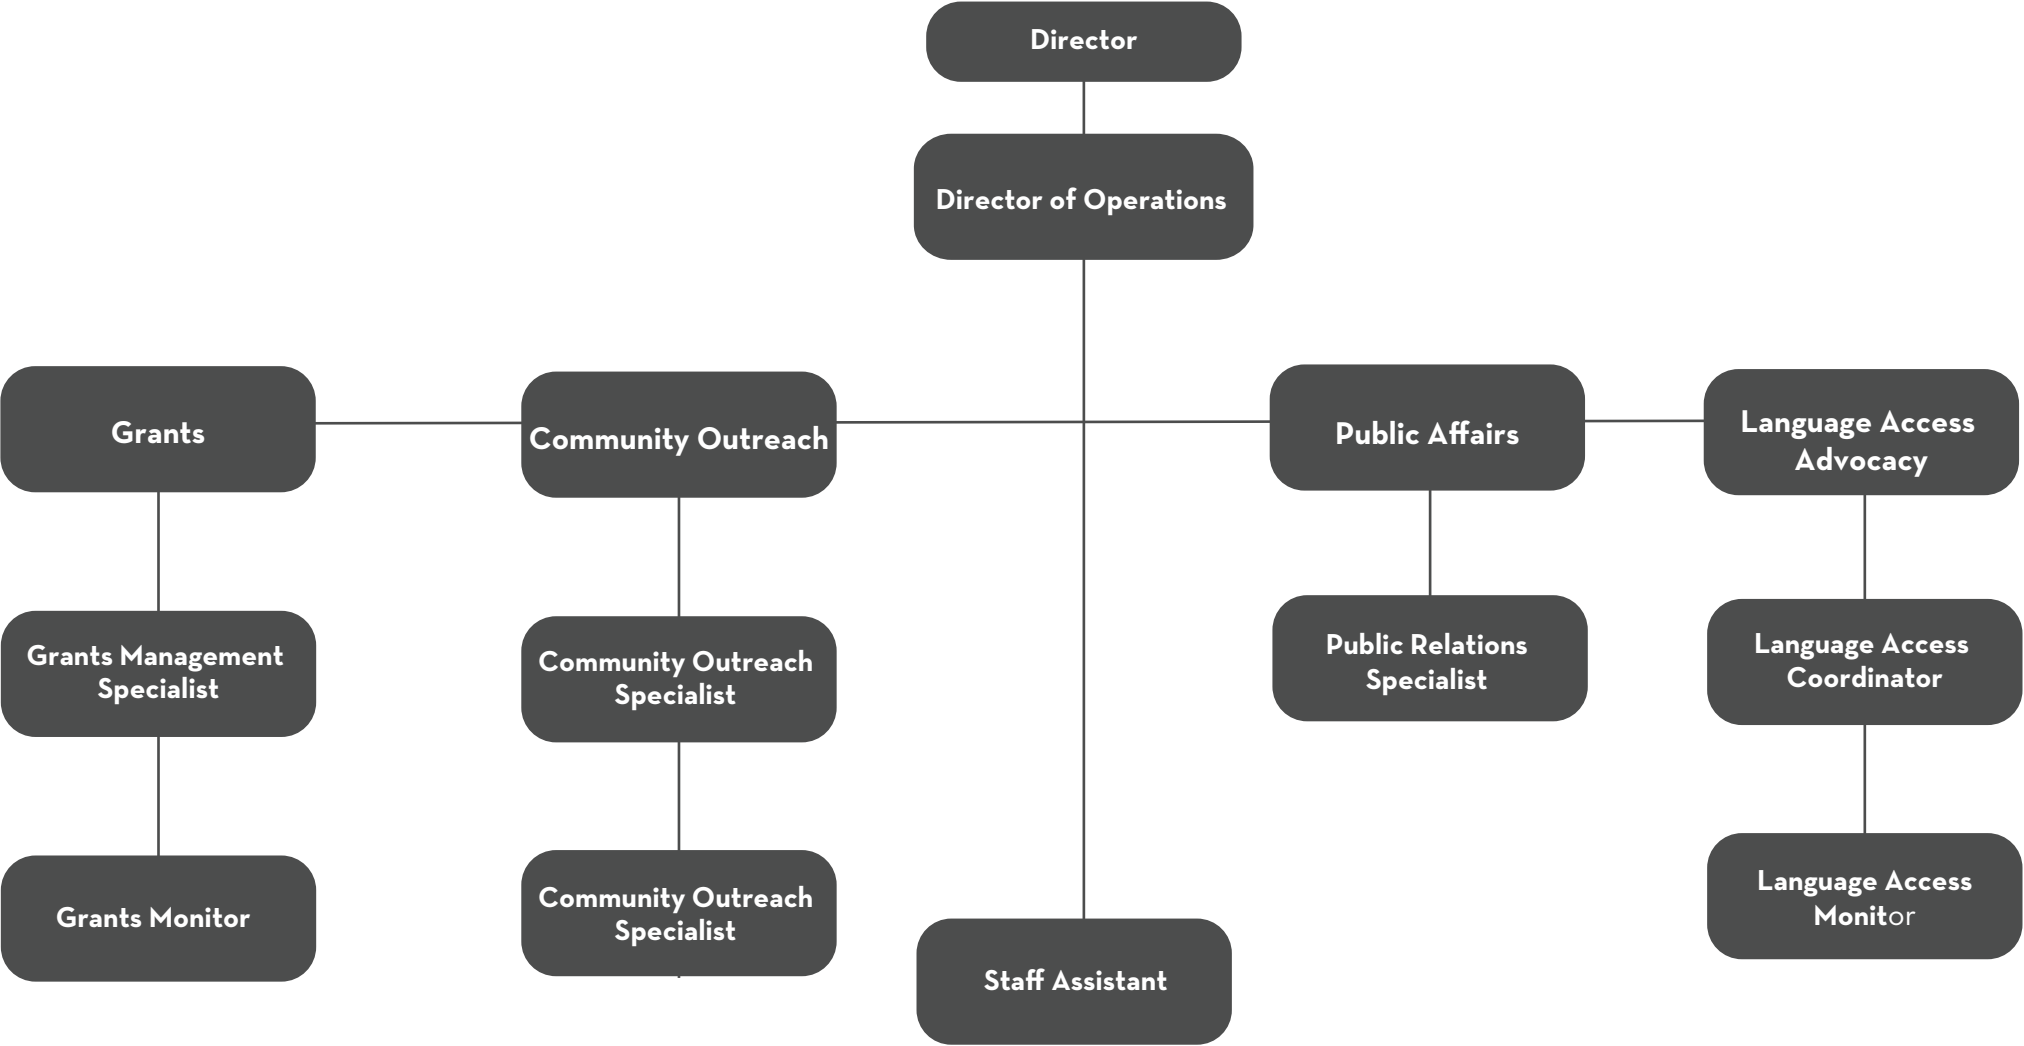 Director
Director of Operations
Grants
Community Outreach
Public Affairs
Language Access
Advocacy
Grants Management
Specialist
Community Outreach
Specialist
Public Relations
Specialist
Language Access
Coordinator
Grants Monitor
Community Outreach
Specialist
Staff Assistant
Language Access
Monitor